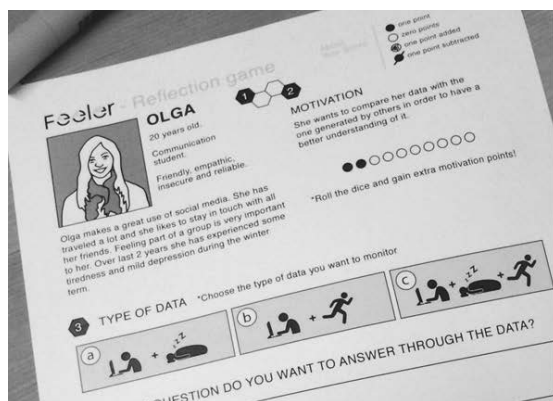 Feeler - Reflection game
one point
zero points
one point added
one point subtracted
1
2
OLGA
20 years old.
Communication
student.
Friendly, empathic,
insecure and reliable.
MOTIVATION
She wants to compare her data with the
one generated by others in order to have a
better understanding of it.
*Roll the dice and gain extra motivation points!
Olga makes a great use of social media. She has
traveled a lot and she likes to stay in touch with all
her friends. Feeling part of a group is very important
to her. Over last 2 years she has experienced some
tiredness and mild depression during the winter
term.
3 TYPE OF DATA *Choose the type of data you want to monitor
a
+
zzz
b
+
c
+
zzz
+
QUESTION DO YOU WANT TO ANSWER THROUGH THE DATA?